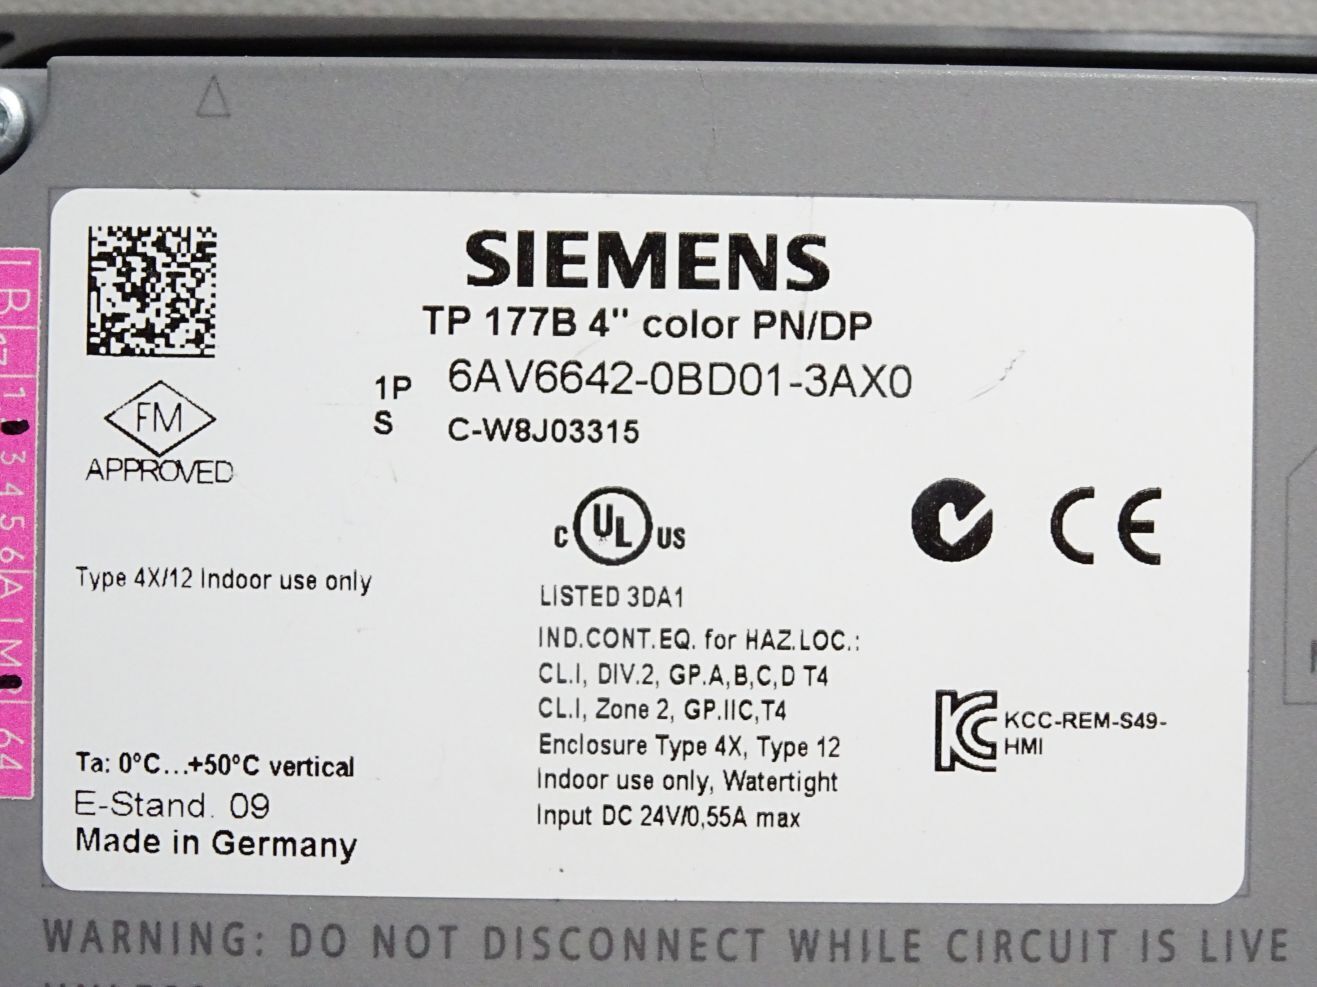 SIEMENS
TP 177B 4" color PN/DP
1P 6AV6642-0BD01-3AX0
S C-W8J03315
FM
APPROVED
C UL US
CE
Type 4X/12 Indoor use only
LISTED 3DA1
IND.CONT.EQ. for HAZ.LOC.:
CL.I, DIV.2, GP.A,B,C,D T4
CL.I, Zone 2, GP.IIC,T4
Enclosure Type 4X, Type 12
Indoor use only, Watertight
Input DC 24V/0,55A max
KC KCC-REM-S49-
HMI
Ta: 0°C...+50°C vertical
E-Stand. 09
Made in Germany
WARNING: DO NOT DISCONNECT WHILE CIRCUIT IS LIVE